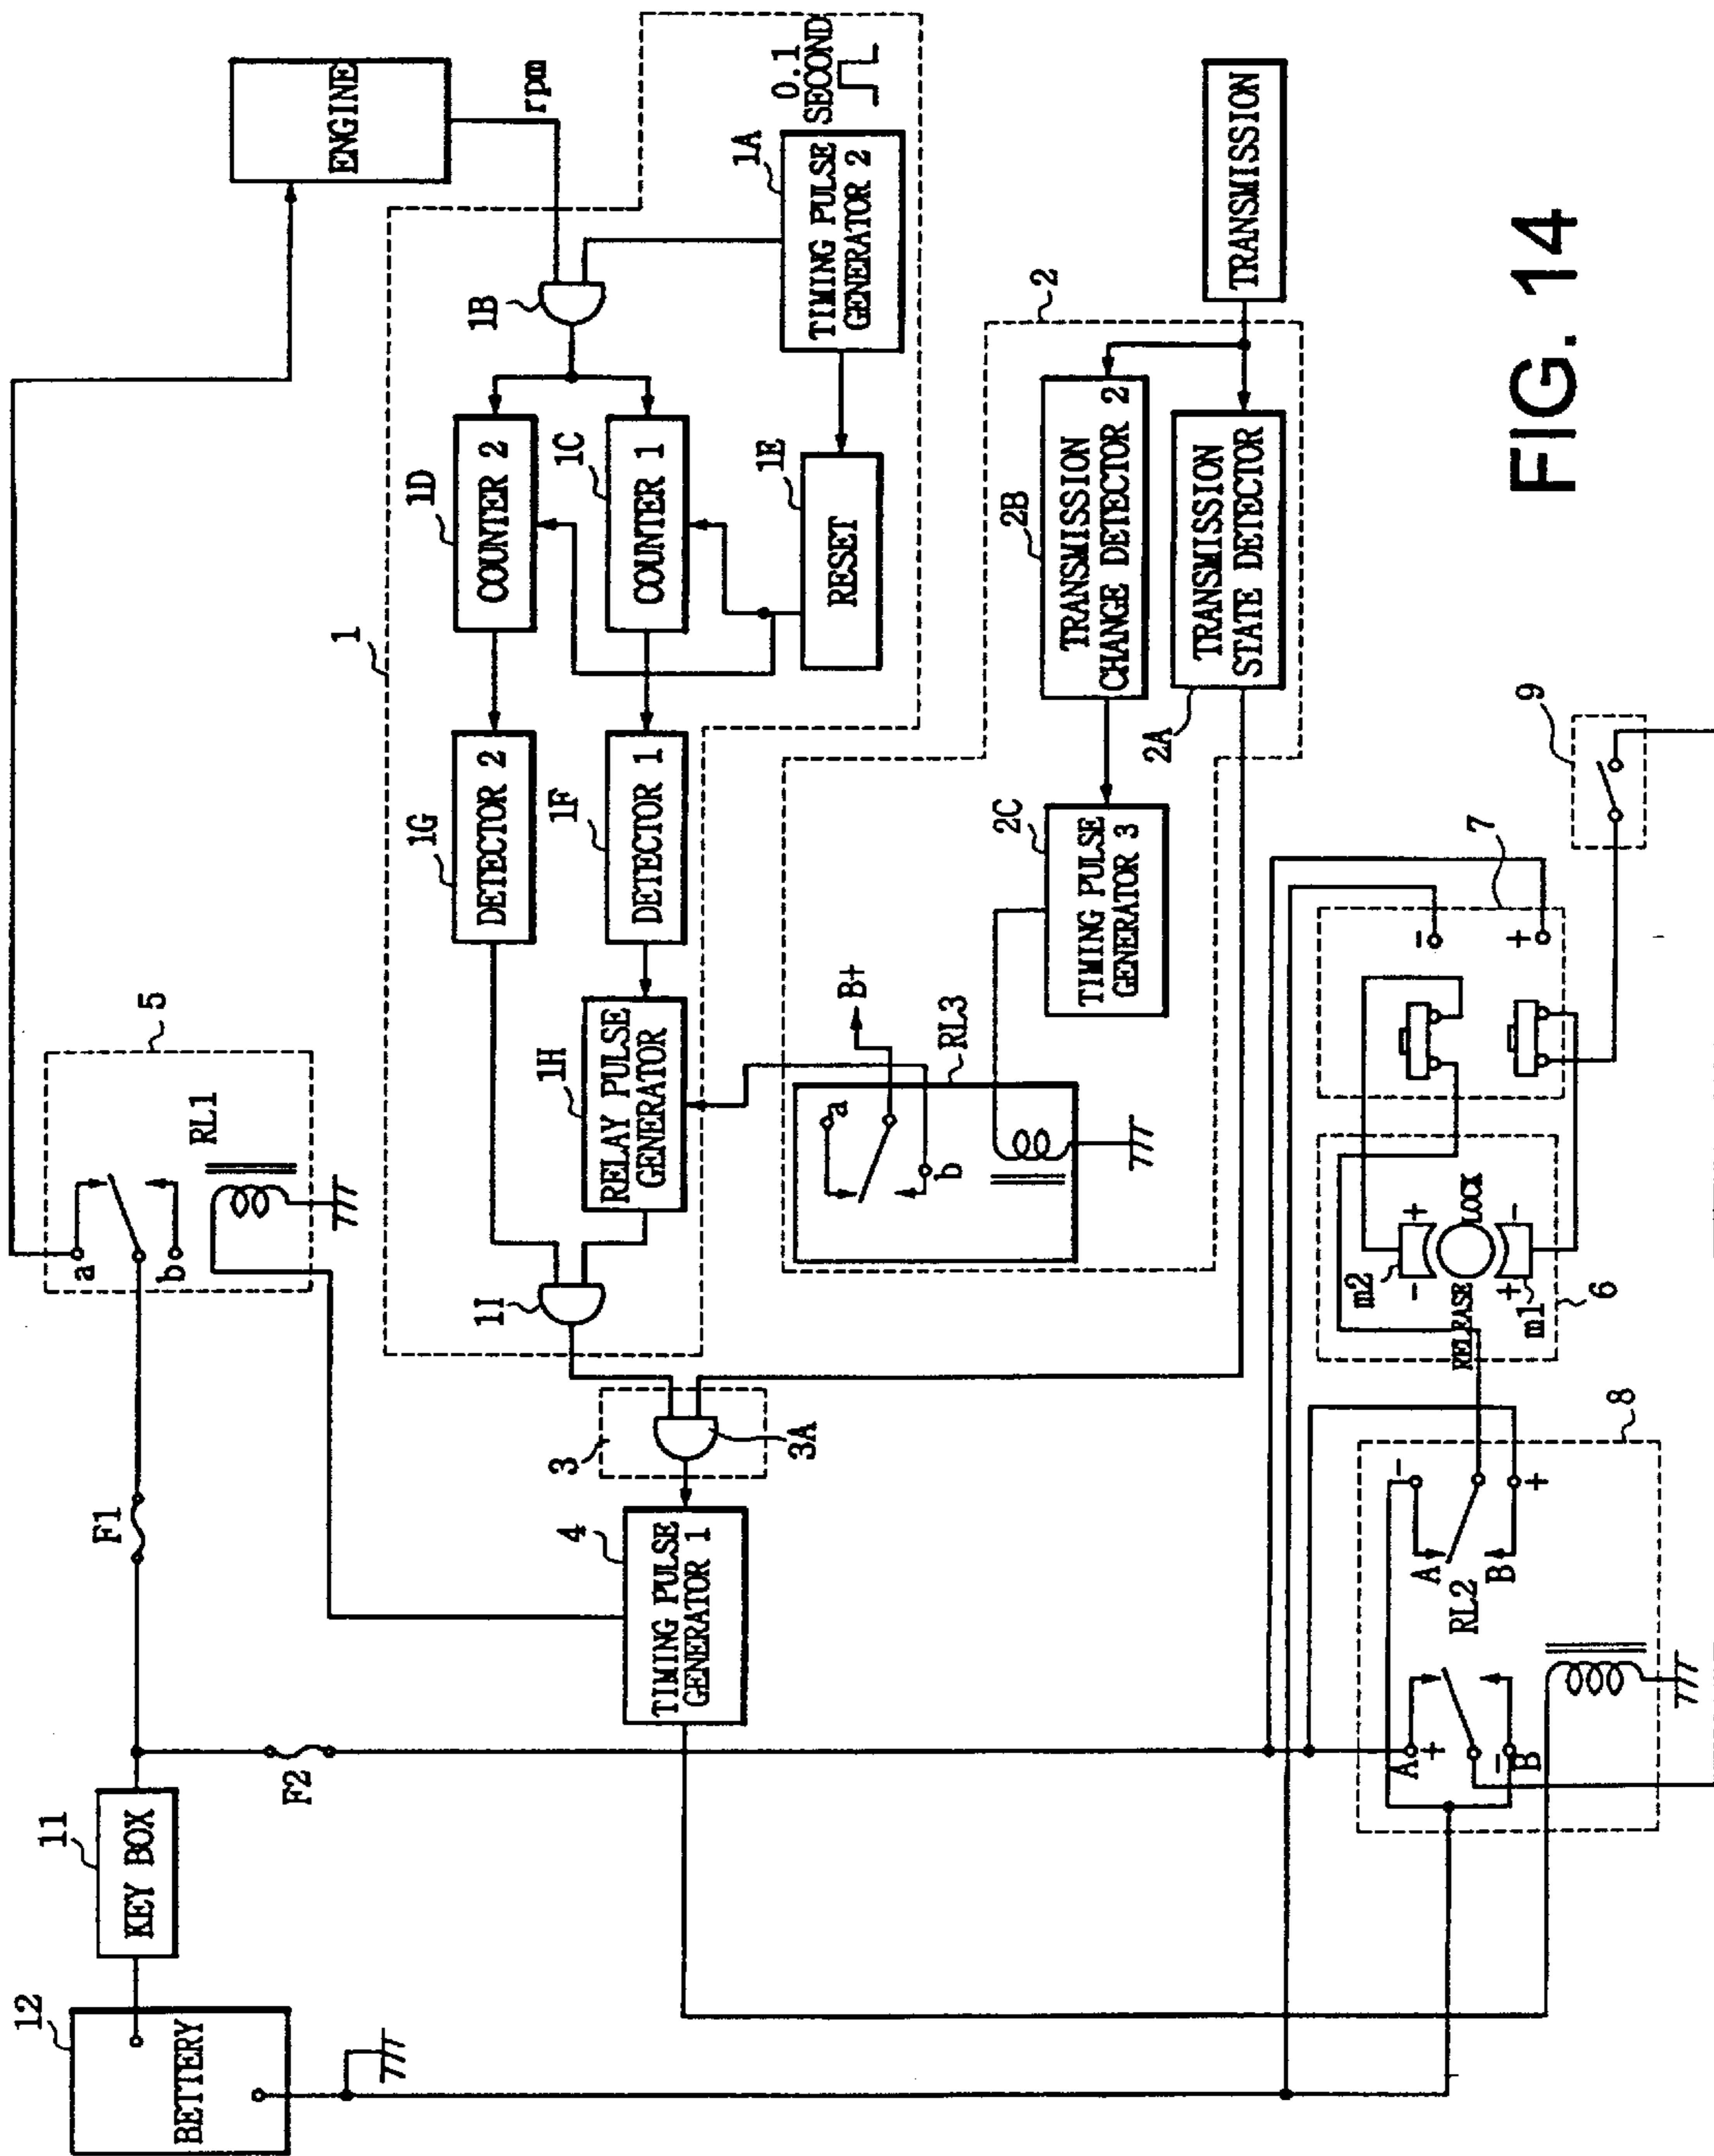 12
BETTERY
11
KEY BOX
F1
F2
5
a
b
RL1
ENGINE
rpm
1
1G
DETECTOR 2
1D
COUNTER 2
1B
1I
1H
RELAY PULSE
GENERATOR
1F
DETECTOR 1
1C
COUNTER 1
1E
RESET
1A
TIMING PULSE
GENERATOR 2
0.1
SECOND
3
3A
4
TIMING PULSE
GENERATOR 1
2
RL3
a
b
B+
2C
TIMING PULSE
GENERATOR 3
2B
TRANSMISSION
CHANGE DETECTOR 2
2A
TRANSMISSION
STATE DETECTOR
TRANSMISSION
8
A
+
-
B
-
A
RL2
B
+
6
m2
-
+
RELEASE
LOCK
+
-
m1
7
-
+
9
FIG. 14